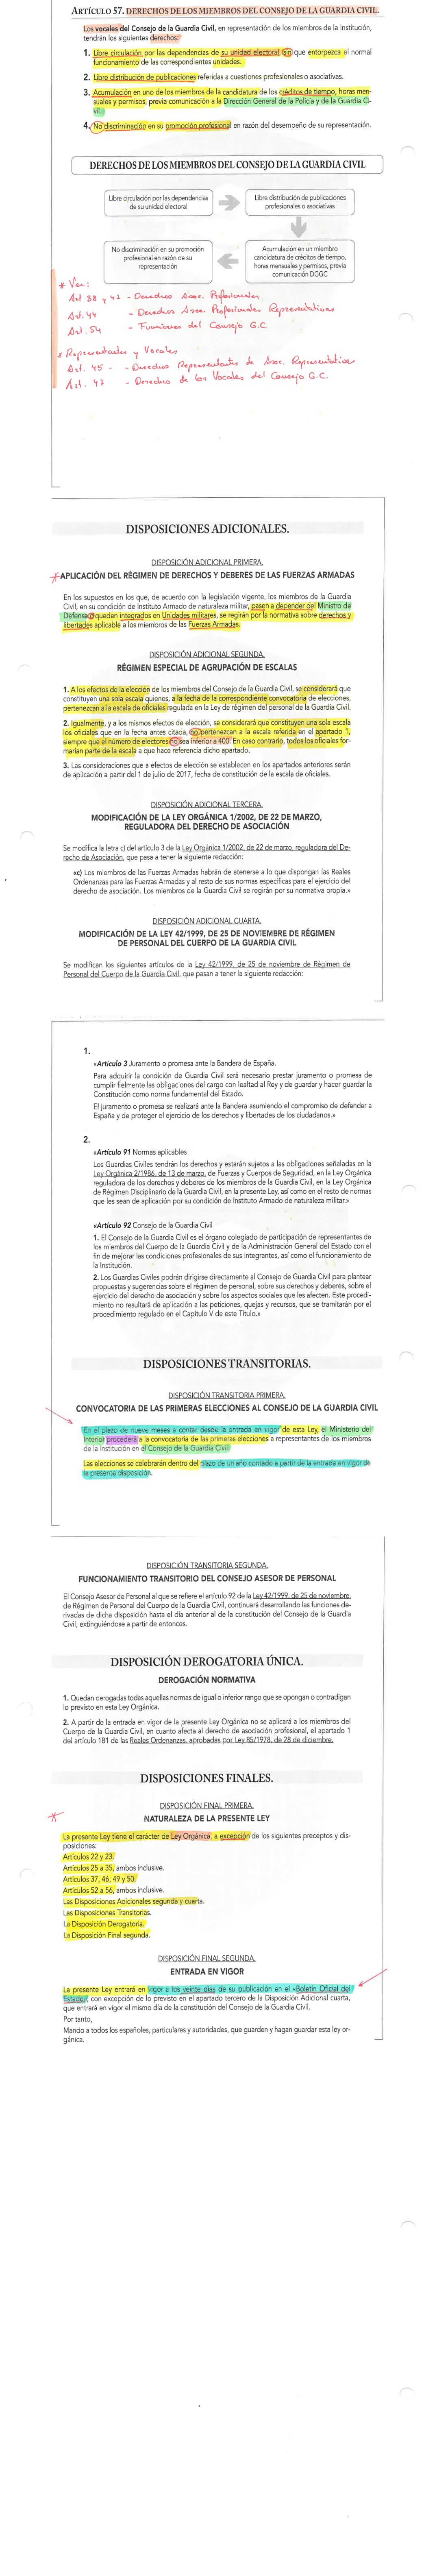 ARTÍCULO 57. DERECHOS DE LOS MIEMBROS DEL CONSEJO DE LA GUARDIA CIVIL.
Los vocales del Consejo de la Guardia Civil, en representación de los miembros de la Institución,
tendrán los siguientes derechos:
1. Libre circulación por las dependencias de su unidad electoral sin que entorpezca el normal
funcionamiento de las correspondientes unidades.
2. Libre distribución de publicaciones referidas a cuestiones profesionales o asociativas.
3. Acumulación en uno de los miembros de la candidatura de los créditos de tiempo, horas men-
suales y permisos, previa comunicación a la Dirección General de la Policía y de la Guardia Ci-
vil.
4. No discriminación en su promoción profesional en razón del desempeño de su representación.
DERECHOS DE LOS MIEMBROS DEL CONSEJO DE LA GUARDIA CIVIL
Libre circulación por las dependencias
de su unidad electoral
Libre distribución de publicaciones
profesionales o asociativas
No discriminación en su promoción
profesional en razón de su
representación
Acumulación en un miembro
candidatura de créditos de tiempo,
horas mensuales y permisos, previa
comunicación DGGC
* Ver:
Art 38 y 42 - Derechos Asoc. Profesionales
Art. 44 - Derechos Asoc. Profesionales Representativas
Art. 54 - Funciones del Consejo G.C.
* Representantes y Vocales
Art. 45 - - Derechos Representantes de Asoc. Representativas
Art. 47 - Derechos de los Vocales del Consejo G.C.
DISPOSICIONES ADICIONALES.
DISPOSICIÓN ADICIONAL PRIMERA.
* APLICACIÓN DEL RÉGIMEN DE DERECHOS Y DEBERES DE LAS FUERZAS ARMADAS
En los supuestos en los que, de acuerdo con la legislación vigente, los miembros de la Guardia
Civil, en su condición de Instituto Armado de naturaleza militar, pasen a depender del Ministro de
Defensa o queden integrados en Unidades militares, se regirán por la normativa sobre derechos y
libertades aplicable a los miembros de las Fuerzas Armadas.
DISPOSICIÓN ADICIONAL SEGUNDA.
RÉGIMEN ESPECIAL DE AGRUPACIÓN DE ESCALAS
1. A los efectos de la elección de los miembros del Consejo de la Guardia Civil, se considerará que
constituyen una sola escala quienes, a la fecha de la correspondiente convocatoria de elecciones,
pertenezcan a la escala de oficiales regulada en la Ley de régimen del personal de la Guardia Civil.
2. Igualmente, y a los mismos efectos de elección, se considerará que constituyen una sola escala
los oficiales que en la fecha antes citada, no pertenezcan a la escala referida en el apartado 1,
siempre que el número de electores no sea inferior a 400. En caso contrario, todos los oficiales for-
marían parte de la escala a que hace referencia dicho apartado.
3. Las consideraciones que a efectos de elección se establecen en los apartados anteriores serán
de aplicación a partir del 1 de julio de 2017, fecha de constitución de la escala de oficiales.
DISPOSICIÓN ADICIONAL TERCERA.
MODIFICACIÓN DE LA LEY ORGÁNICA 1/2002, DE 22 DE MARZO,
REGULADORA DEL DERECHO DE ASOCIACIÓN
Se modifica la letra c) del artículo 3 de la Ley Orgánica 1/2002, de 22 de marzo, reguladora del De-
recho de Asociación, que pasa a tener la siguiente redacción:
«c) Los miembros de las Fuerzas Armadas habrán de atenerse a lo que dispongan las Reales
Ordenanzas para las Fuerzas Armadas y al resto de sus normas específicas para el ejercicio del
derecho de asociación. Los miembros de la Guardia Civil se regirán por su normativa propia.»
DISPOSICIÓN ADICIONAL CUARTA.
MODIFICACIÓN DE LA LEY 42/1999, DE 25 DE NOVIEMBRE DE RÉGIMEN
DE PERSONAL DEL CUERPO DE LA GUARDIA CIVIL
Se modifican los siguientes artículos de la Ley 42/1999, de 25 de noviembre de Régimen de
Personal del Cuerpo de la Guardia Civil, que pasan a tener la siguiente redacción:
1.
«Artículo 3 Juramento o promesa ante la Bandera de España.
Para adquirir la condición de Guardia Civil será necesario prestar juramento o promesa de
cumplir fielmente las obligaciones del cargo con lealtad al Rey y de guardar y hacer guardar la
Constitución como norma fundamental del Estado.
El juramento o promesa se realizará ante la Bandera asumiendo el compromiso de defender a
España y de proteger el ejercicio de los derechos y libertades de los ciudadanos.»
2.
«Artículo 91 Normas aplicables
Los Guardias Civiles tendrán los derechos y estarán sujetos a las obligaciones señaladas en la
Ley Orgánica 2/1986, de 13 de marzo, de Fuerzas y Cuerpos de Seguridad, en la Ley Orgánica
reguladora de los derechos y deberes de los miembros de la Guardia Civil, en la Ley Orgánica
de Régimen Disciplinario de la Guardia Civil, en la presente Ley, así como en el resto de normas
que les sean de aplicación por su condición de Instituto Armado de naturaleza militar.»
«Artículo 92 Consejo de la Guardia Civil
1. El Consejo de la Guardia Civil es el órgano colegiado de participación de representantes de
los miembros del Cuerpo de la Guardia Civil y de la Administración General del Estado con el
fin de mejorar las condiciones profesionales de sus integrantes, así como el funcionamiento de
la Institución.
2. Los Guardias Civiles podrán dirigirse directamente al Consejo de Guardia Civil para plantear
propuestas y sugerencias sobre el régimen de personal, sobre sus derechos y deberes, sobre el
ejercicio del derecho de asociación y sobre los aspectos sociales que les afecten. Este procedi-
miento no resultará de aplicación a las peticiones, quejas y recursos, que se tramitarán por el
procedimiento regulado en el Capítulo V de este Título.»
DISPOSICIONES TRANSITORIAS.
DISPOSICIÓN TRANSITORIA PRIMERA.
CONVOCATORIA DE LAS PRIMERAS ELECCIONES AL CONSEJO DE LA GUARDIA CIVIL
En el plazo de nueve meses a contar desde la entrada en vigor de esta Ley, el Ministerio del
Interior procederá a la convocatoria de las primeras elecciones a representantes de los miembros
de la Institución en el Consejo de la Guardia Civil.
Las elecciones se celebrarán dentro del plazo de un año contado a partir de la entrada en vigor de
la presente disposición.
DISPOSICIÓN TRANSITORIA SEGUNDA.
FUNCIONAMIENTO TRANSITORIO DEL CONSEJO ASESOR DE PERSONAL
El Consejo Asesor de Personal al que se refiere el artículo 92 de la Ley 42/1999, de 25 de noviembre,
de Régimen de Personal del Cuerpo de la Guardia Civil, continuará desarrollando las funciones de-
rivadas de dicha disposición hasta el día anterior al de la constitución del Consejo de la Guardia
Civil, extinguiéndose a partir de entonces.
DISPOSICIÓN DEROGATORIA ÚNICA.
DEROGACIÓN NORMATIVA
1. Quedan derogadas todas aquellas normas de igual o inferior rango que se opongan o contradigan
lo previsto en esta Ley Orgánica.
2. A partir de la entrada en vigor de la presente Ley Orgánica no se aplicará a los miembros del
Cuerpo de la Guardia Civil, en cuanto afecta al derecho de asociación profesional, el apartado 1
del artículo 181 de las Reales Ordenanzas, aprobadas por Ley 85/1978, de 28 de diciembre.
DISPOSICIONES FINALES.
DISPOSICIÓN FINAL PRIMERA.
* NATURALEZA DE LA PRESENTE LEY
La presente Ley tiene el carácter de Ley Orgánica, a excepción de los siguientes preceptos y dis-
posiciones:
Artículos 22 y 23.
Artículos 25 a 35, ambos inclusive.
Artículos 37, 46, 49 y 50.
Artículos 52 a 56, ambos inclusive.
Las Disposiciones Adicionales segunda y cuarta.
Las Disposiciones Transitorias.
La Disposición Derogatoria.
La Disposición Final segunda.
DISPOSICIÓN FINAL SEGUNDA.
ENTRADA EN VIGOR
La presente Ley entrará en vigor a los veinte días de su publicación en el «Boletín Oficial del
Estado», con excepción de lo previsto en el apartado tercero de la Disposición Adicional cuarta,
que entrará en vigor el mismo día de la constitución del Consejo de la Guardia Civil.
Por tanto,
Mando a todos los españoles, particulares y autoridades, que guarden y hagan guardar esta ley or-
gánica.